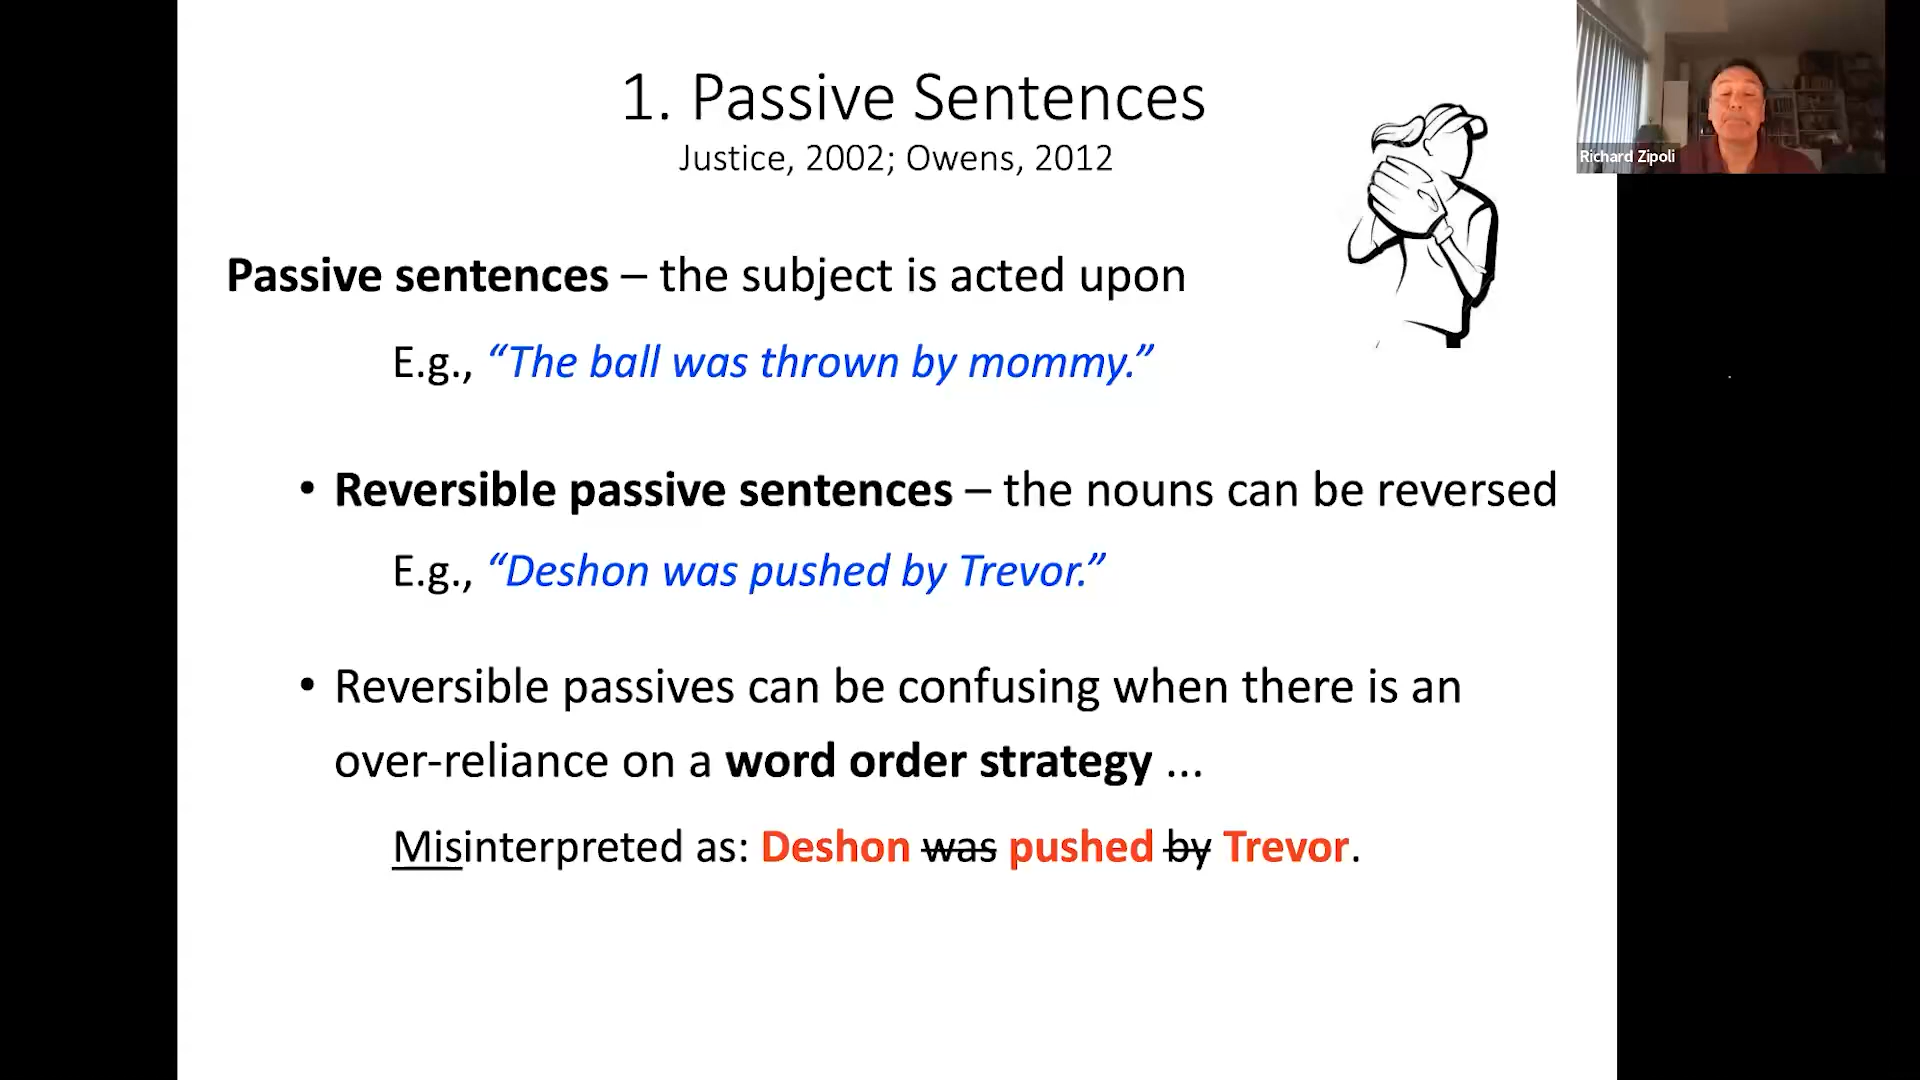 1. Passive Sentences
Justice, 2002; Owens, 2012
Richard Zipoli
Passive sentences – the subject is acted upon
E.g., “The ball was thrown by mommy.”
• Reversible passive sentences – the nouns can be reversed
E.g., “Deshon was pushed by Trevor.”
• Reversible passives can be confusing when there is an
over-reliance on a word order strategy ...
Misinterpreted as: Deshon was pushed by Trevor.